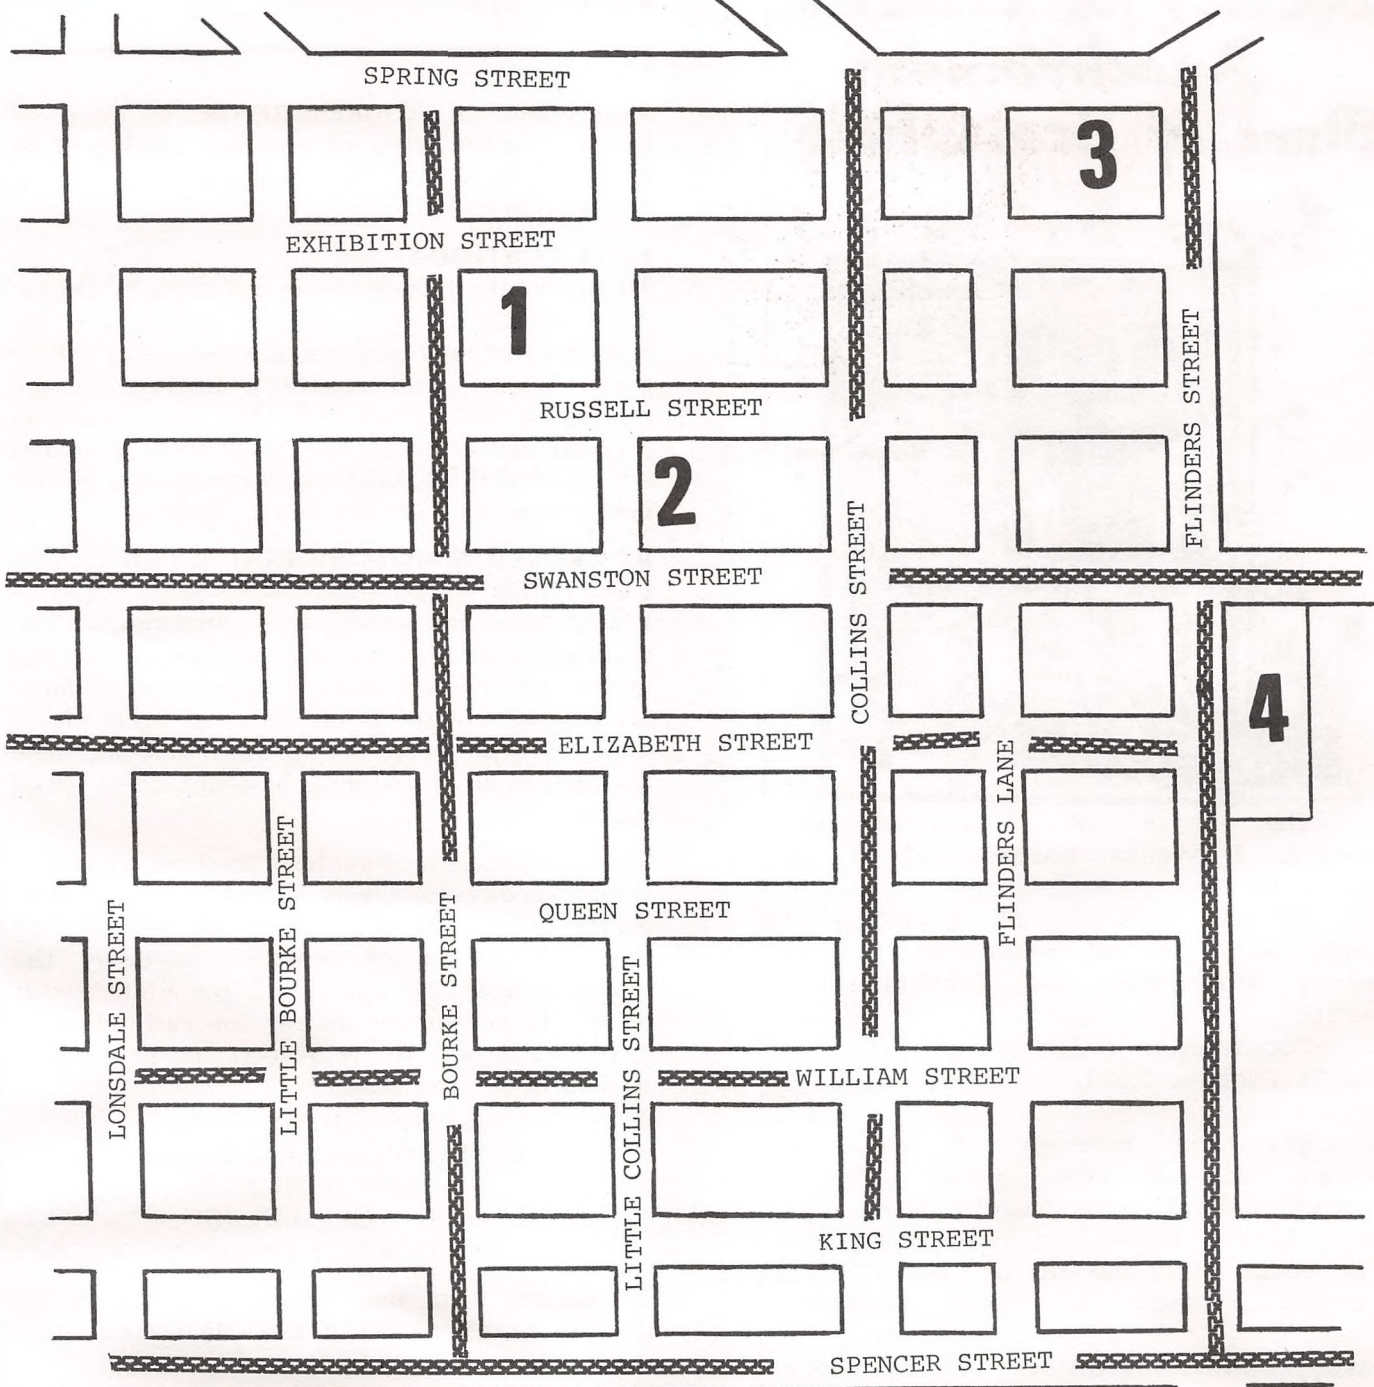 SPRING STREET
3
EXHIBITION STREET
1
FLINDERS STREET
RUSSELL STREET
2
COLLINS STREET
SWANSTON STREET
4
ELIZABETH STREET
FLINDERS LANE
LITTLE BOURKE STREET
LONSDALE STREET
BOURKE STREET
QUEEN STREET
LITTLE COLLINS STREET
WILLIAM STREET
KING STREET
SPENCER STREET